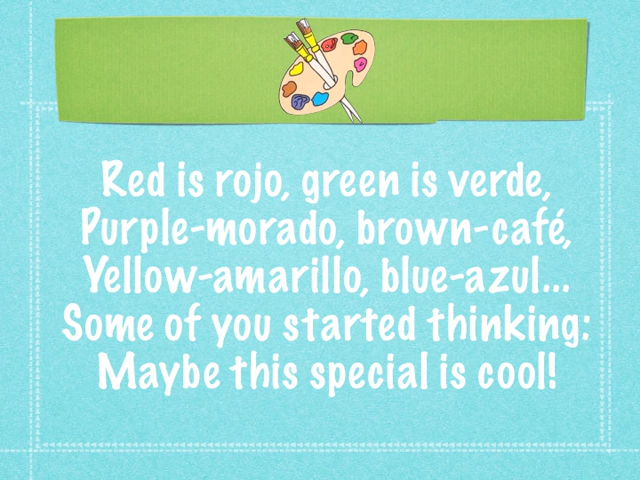 Red is rojo, green is verde,
Purple-morado, brown-café,
Yellow-amarillo, blue-azul...
Some of you started thinking:
Maybe this special is cool!